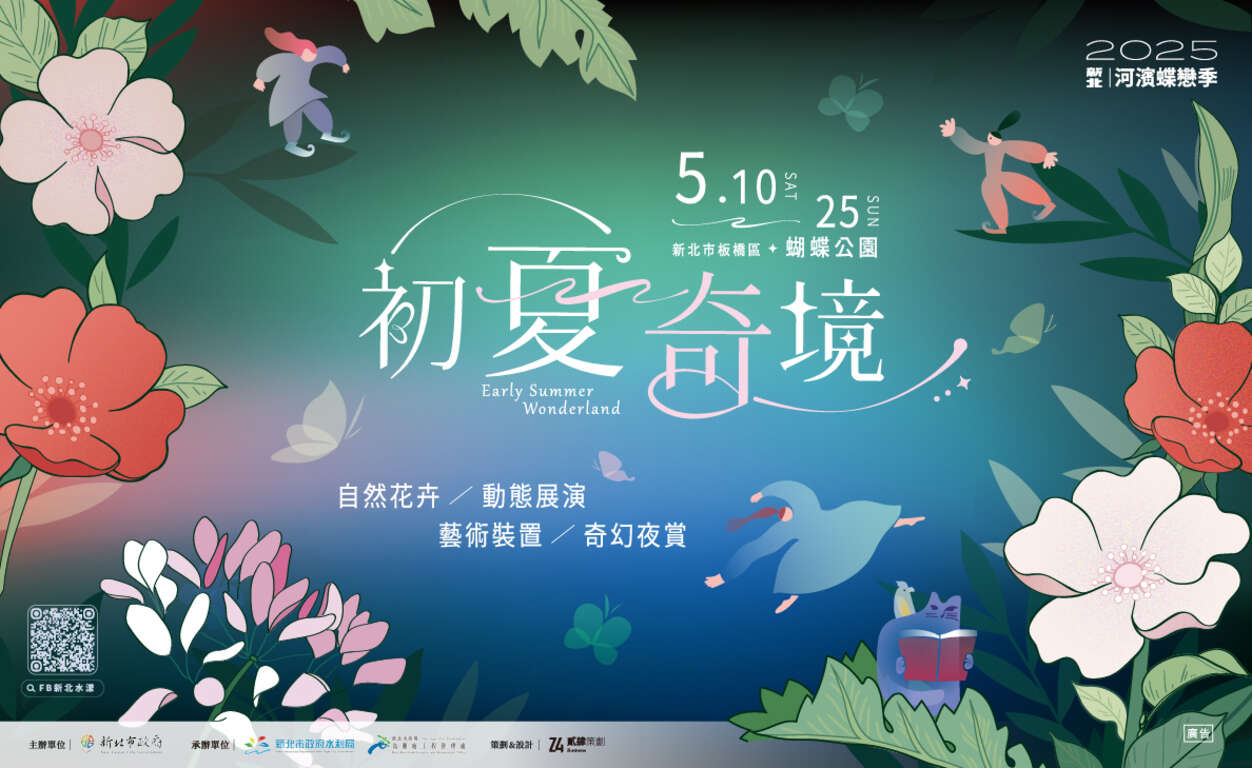 2025
新北 河濱蝶戀季
5.10 SAT
25 SUN
新北市板橋區 蝴蝶公園
初夏奇境
Early Summer
Wonderland
自然花卉／動態展演
藝術裝置／奇幻夜賞
FB新北水漾
主辦單位｜新北市政府 承辦單位｜新北市政府水利局 策劃&設計｜貳肆策劃
廣告